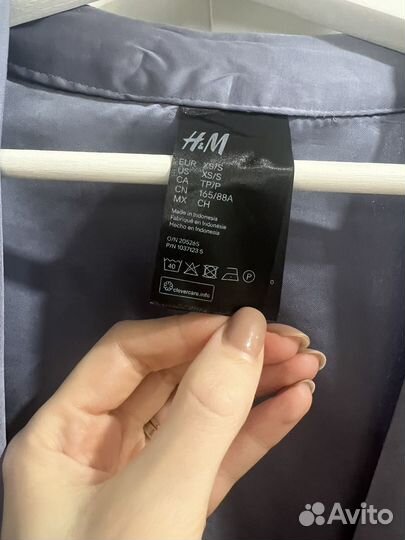 H&M
EUR XS/S
US XS/S
CA TP/P
CN 165/88A
MX CH
Made in Indonesia
Fabriqué en Indonésie
Hecho en Indonesia
O/N 205285
P/N 1037123 5
40 P
clevercare.info
Avito